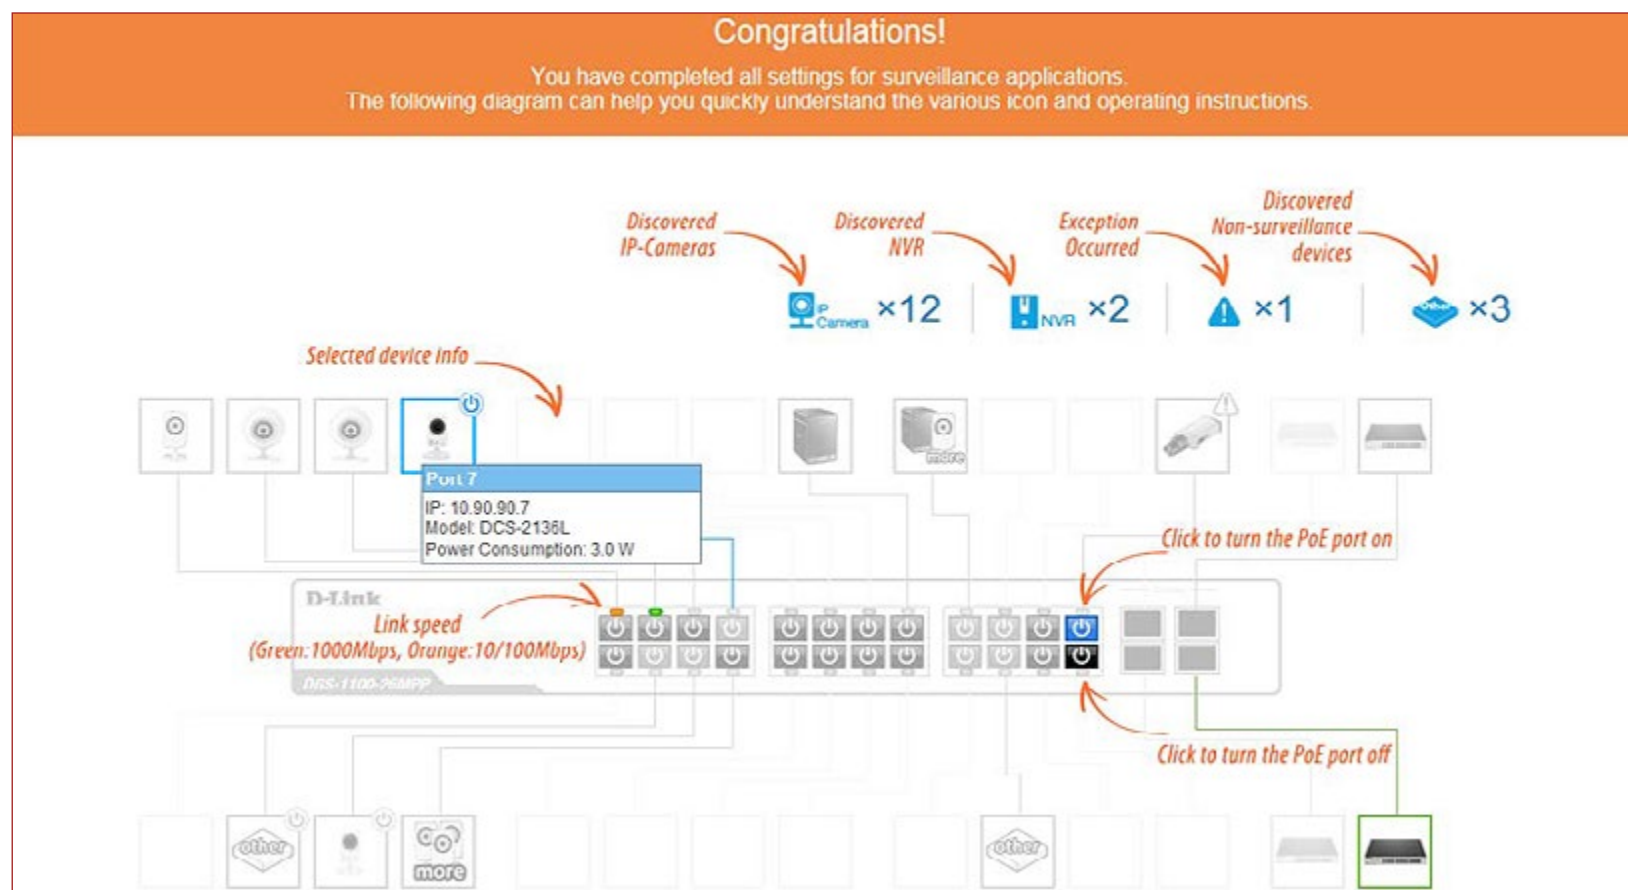 Congratulations!
You have completed all settings for surveillance applications.
The following diagram can help you quickly understand the various icon and operating instructions.
Discovered
IP-Cameras
Discovered
NVR
Exception
Occurred
Discovered
Non-surveillance
devices
IP
Camera
×12
NVR
×2
×1
Other
×3
Selected device info
more
Port 7
IP: 10.90.90.7
Model: DCS-2136L
Power Consumption: 3.0 W
Click to turn the PoE port on
D-Link
Link speed
(Green:1000Mbps, Orange:10/100Mbps)
DGS-1100-26MPP
Click to turn the PoE port off
other
more
other